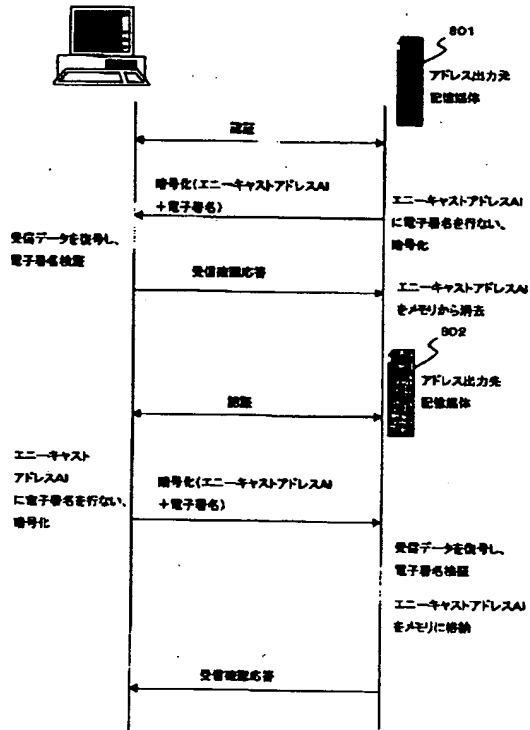 801
アドレス出力元
記憶媒体
認証
暗号化(エニーキャストアドレスAI
+電子署名)
エニーキャストアドレスAI
に電子署名を行ない、
暗号化
受信データを復号し、
電子署名検証
受信確認応答
エニーキャストアドレスAI
をメモリから消去
802
アドレス出力先
記憶媒体
認証
エニーキャスト
アドレスAI
に電子署名を行ない、
暗号化
暗号化(エニーキャストアドレスAI
+電子署名)
受信データを復号し、
電子署名検証
エニーキャストアドレスAI
をメモリに格納
受信確認応答